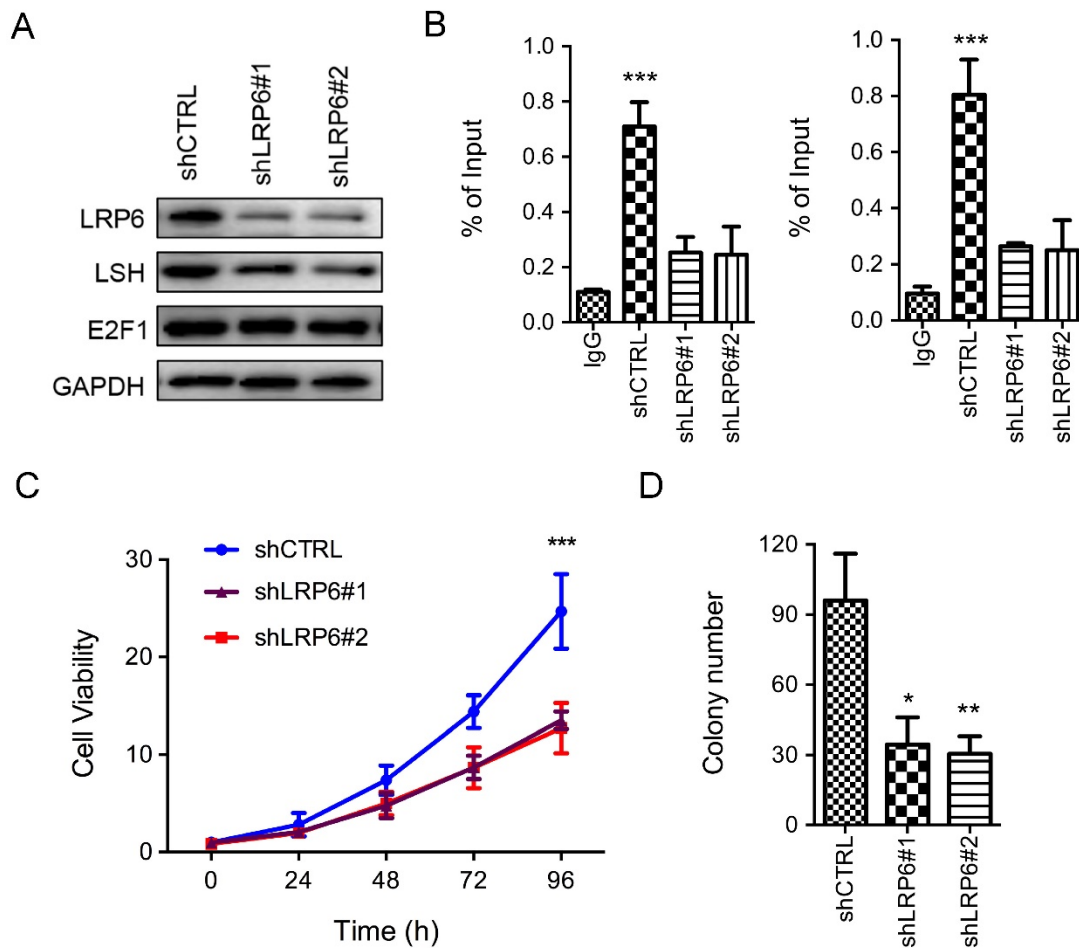 A
shCTRL
shLRP6#1
shLRP6#2
LRP6
LSH
E2F1
GAPDH
B
% of Input
1.0
0.8
0.6
0.4
0.2
0.0
***
IgG
shCTRL
shLRP6#1
shLRP6#2
% of Input
1.0
0.8
0.6
0.4
0.2
0.0
***
IgG
shCTRL
shLRP6#1
shLRP6#2
C
Cell Viability
30
20
10
0
shCTRL
shLRP6#1
shLRP6#2
***
0 24 48 72 96
Time (h)
D
Colony number
120
90
60
30
0
*
**
shCTRL
shLRP6#1
shLRP6#2